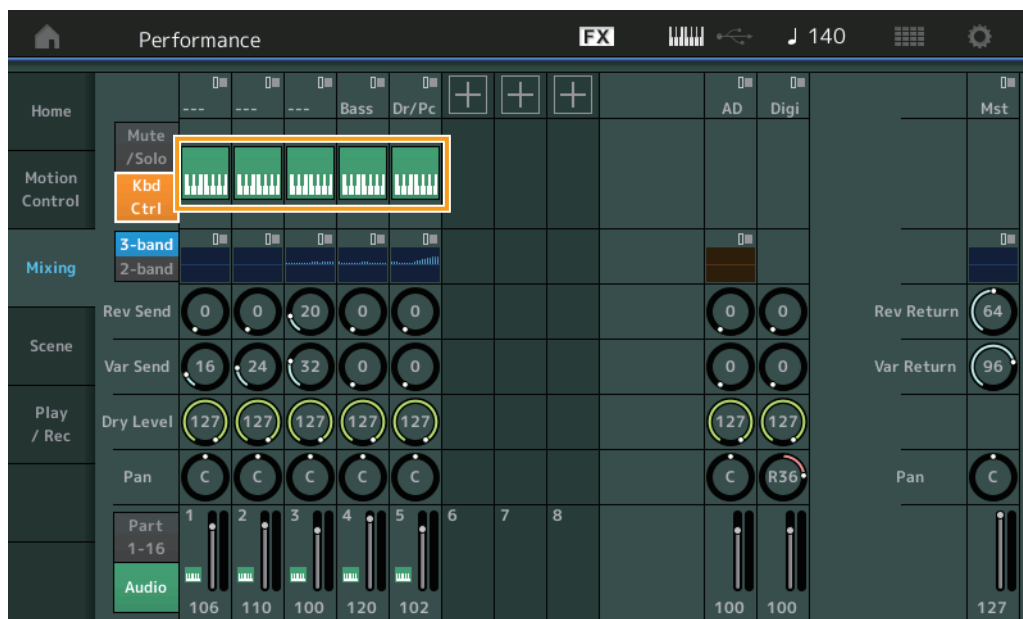 Performance FX 140
--- --- --- Bass Dr/Pc AD Digi Mst
Home
Mute
/Solo
Motion
Control
Kbd
Ctrl
3-band
2-band
Mixing
Rev Send 0 0 20 0 0 0 0 Rev Return 64
Scene
Var Send 16 24 32 0 0 0 0 Var Return 96
Play
/ Rec
Dry Level 127 127 127 127 127 127 127
Pan C C C C C C R36 Pan C
Part
1-16
1 2 3 4 5 6 7 8
Audio
106 110 100 120 102 100 100 127